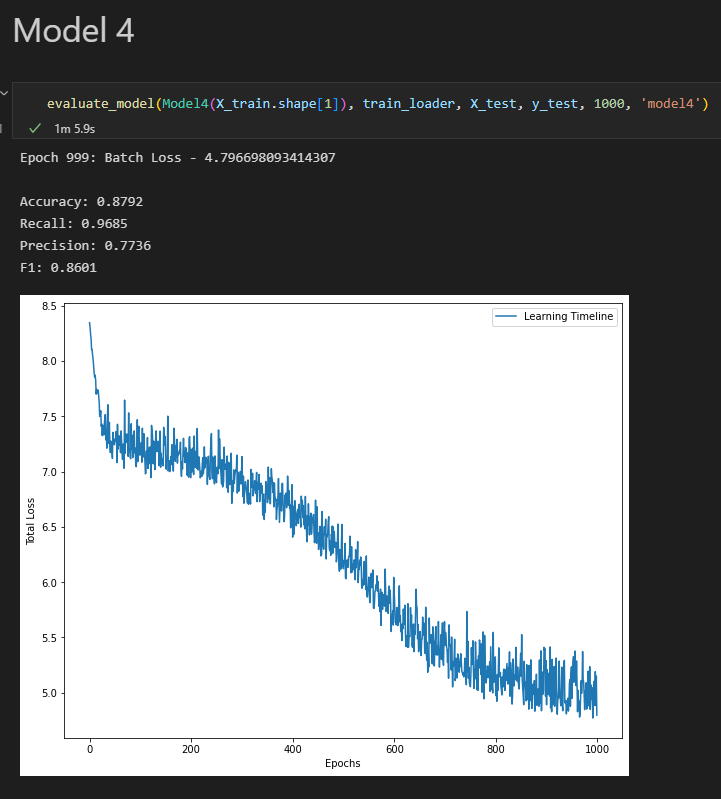 Model 4
evaluate_model(Model4(X_train.shape[1]), train_loader, X_test, y_test, 1000, 'model4')
1m 5.9s
Epoch 999: Batch Loss - 4.796698093414307
Accuracy: 0.8792
Recall: 0.9685
Precision: 0.7736
F1: 0.8601
Learning Timeline
8.5
8.0
7.5
7.0
6.5
6.0
5.5
5.0
Total Loss
0
200
400
600
800
1000
Epochs